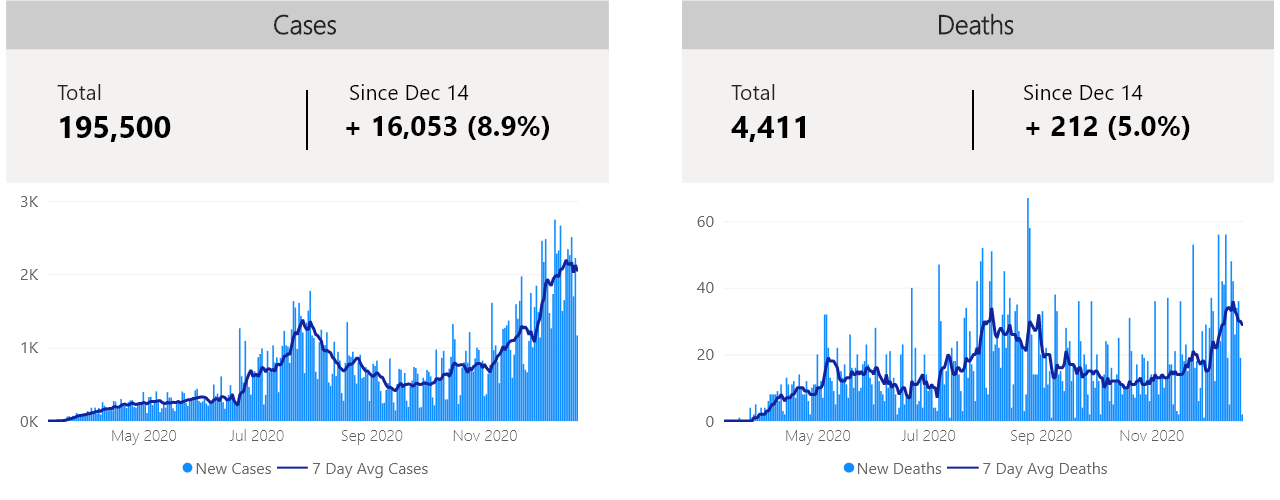 Cases
Total
195,500
Since Dec 14
+ 16,053 (8.9%)
3K
2K
1K
0K
May 2020
Jul 2020
Sep 2020
Nov 2020
New Cases
7 Day Avg Cases
Deaths
Total
4,411
Since Dec 14
+ 212 (5.0%)
60
40
20
0
May 2020
Jul 2020
Sep 2020
Nov 2020
New Deaths
7 Day Avg Deaths